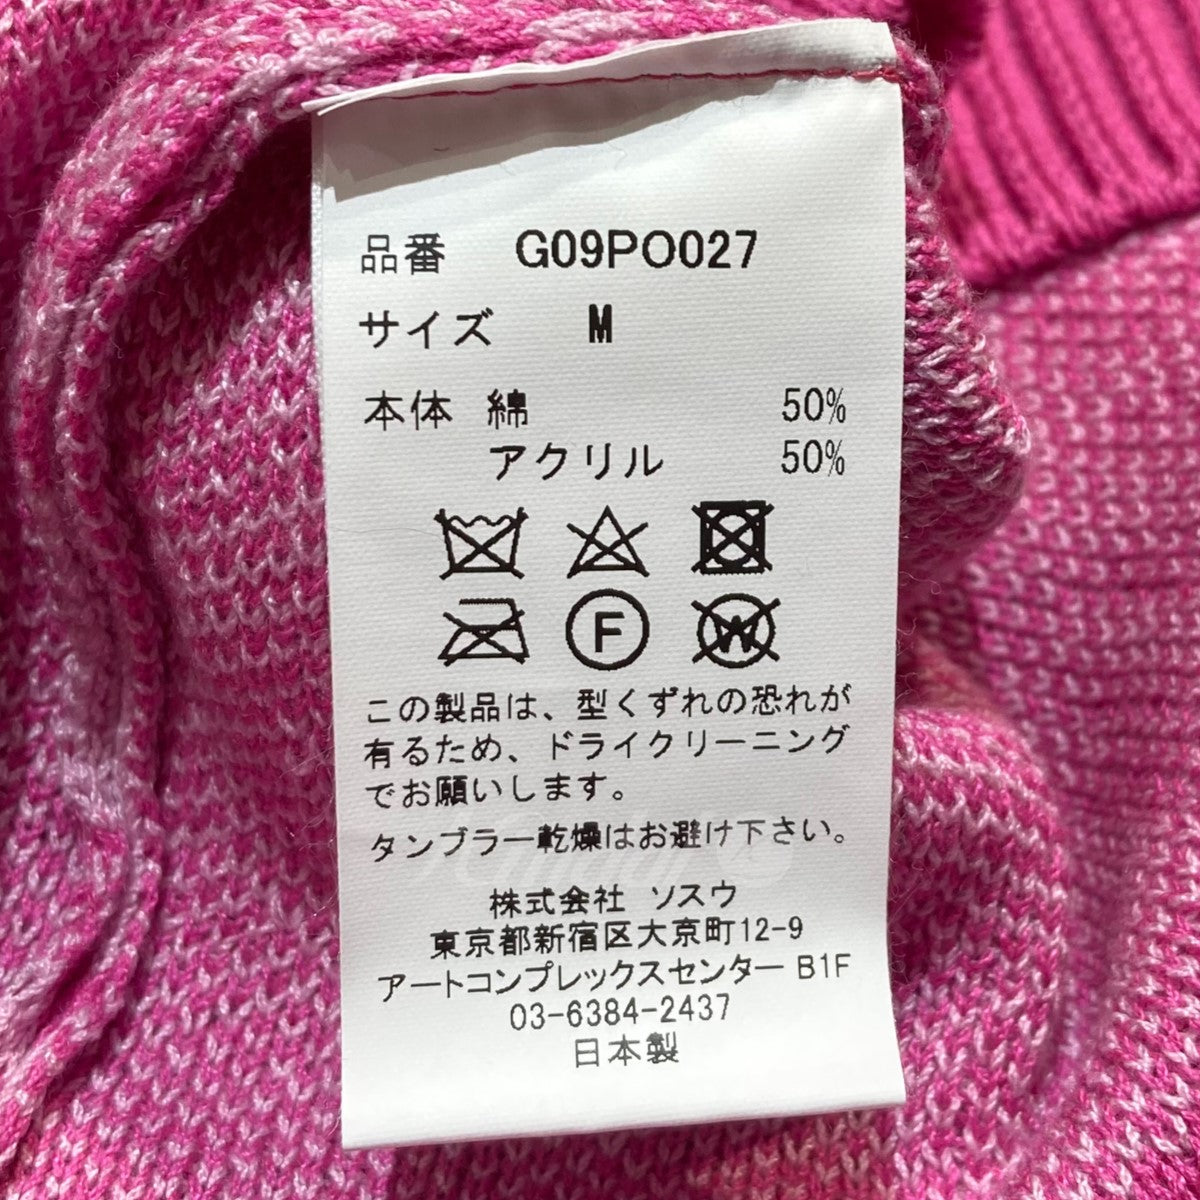 品番 G09PO027
サイズ M
本体 綿 50%
アクリル 50%
F
W
この製品は、型くずれの恐れが
有るため、ドライクリーニング
でお願いします。
タンブラー乾燥はお避け下さい。
株式会社 ソスウ
東京都新宿区大京町12-9
アートコンプレックスセンター B1F
03-6384-2437
日本製